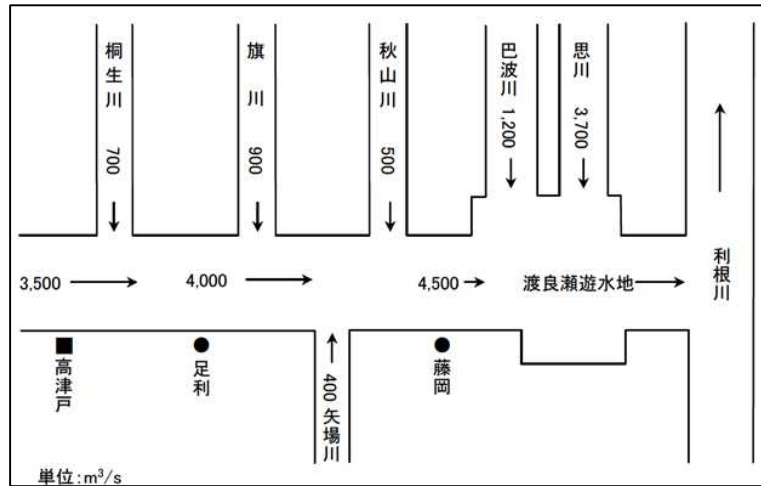 桐生川 700
旗川 900
秋山川 500
巴波川 1,200
思川 3,700
3,500
4,000
4,500
渡良瀬遊水地
利根川
高津戸
足利
400 矢場川
藤岡
単位:m³/s